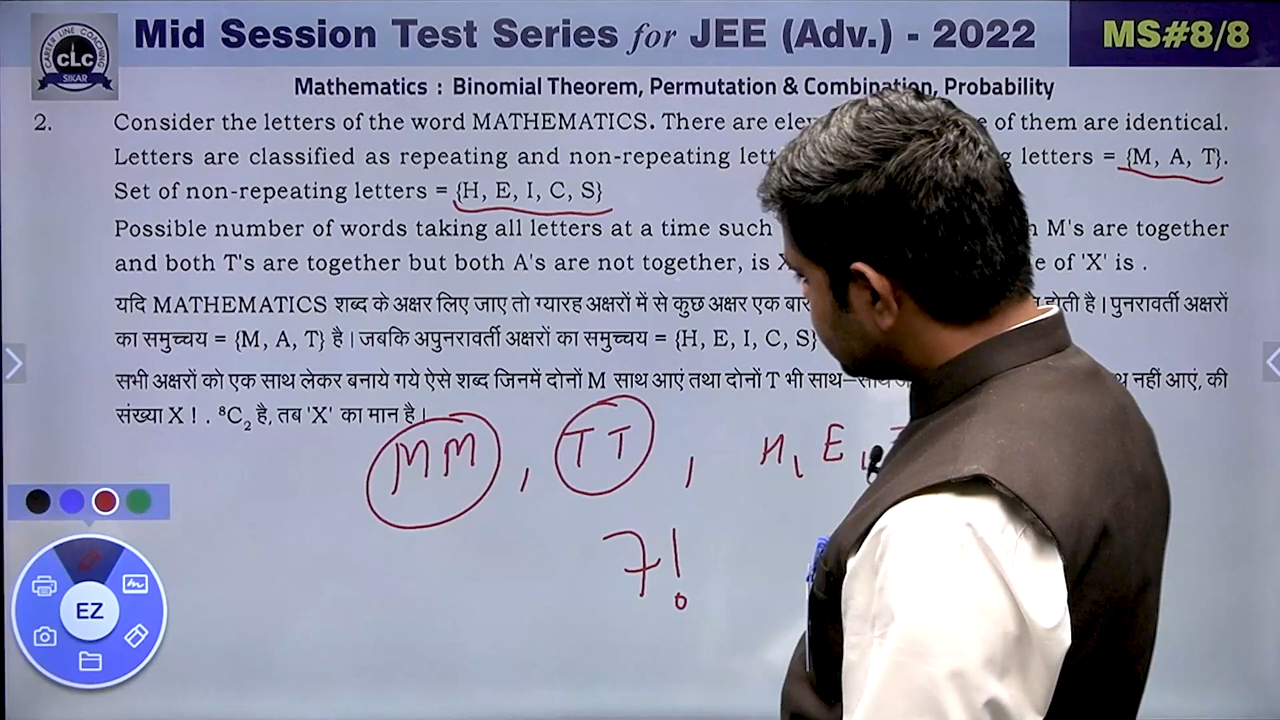 CAREER LINE COACHING
CLC
SIKAR
Mid Session Test Series for JEE (Adv.) - 2022
MS#8/8
Mathematics : Binomial Theorem, Permutation & Combination, Probability
2. Consider the letters of the word MATHEMATICS. There are of them are identical.
Letters are classified as repeating and non-repeating letters = {M, A, T}.
Set of non-repeating letters = {H, E, I, C, S}
Possible number of words taking all letters at a time such M's are together
and both T's are together but both A's are not together, is of 'X' is .
यदि MATHEMATICS शब्द के अक्षर लिए जाए तो ग्यारह अक्षरों में से कुछ अक्षर एक होती है। पुनरावर्ती अक्षरों
का समुच्चय = {M, A, T} है। जबकि अपुनरावर्ती अक्षरों का समुच्चय = {H, E, I, C, S}
सभी अक्षरों को एक साथ लेकर बनाये गये ऐसे शब्द जिनमें दोनों M साथ आएं तथा दोनों T भी नहीं आएं, की
संख्या X ! . ⁸C₂ है, तब 'X' का मान है।
MM , TT , H, E,
7!
EZ